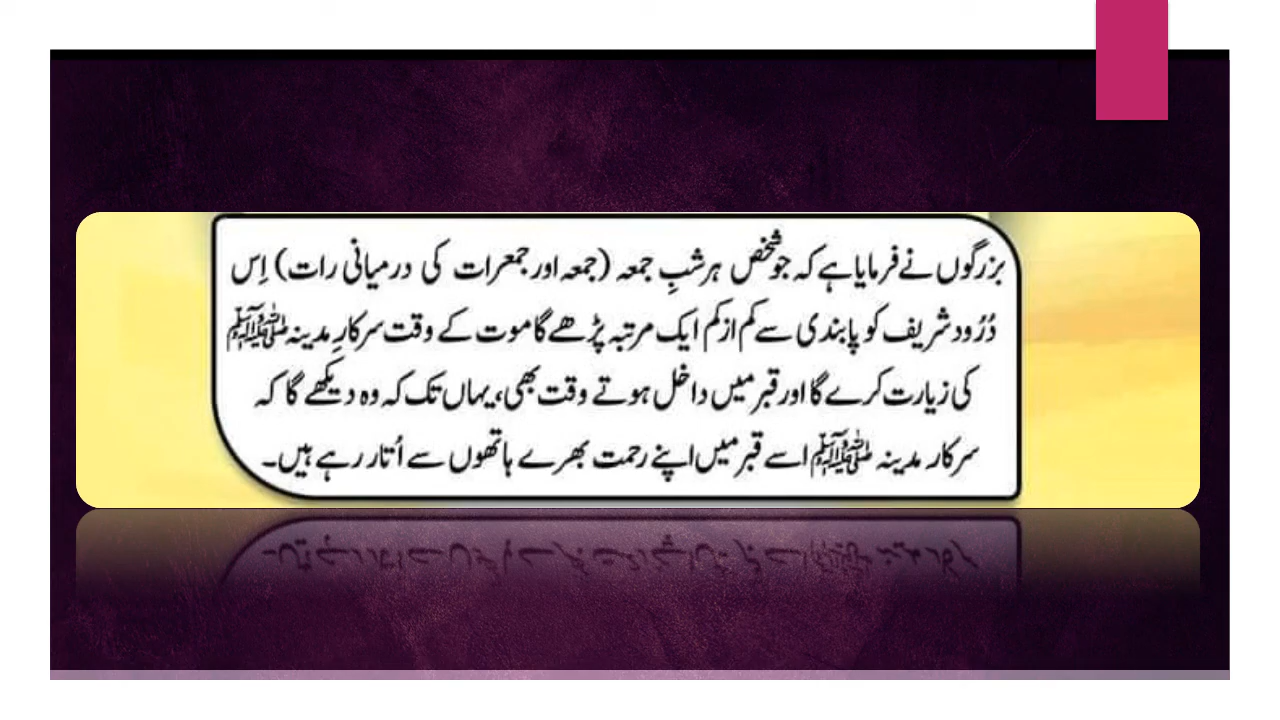 بزرگوں نے فرمایا ہے کہ جو شخص ہر شبِ جمعہ (جمعہ اور جمعرات کی درمیانی رات) اِس
دُرُود شریف کو پابندی سے کم از کم ایک مرتبہ پڑھے گا موت کے وقت سرکارِ مدینہ ﷺ
کی زیارت کرے گا اور قبر میں داخل ہوتے وقت بھی، یہاں تک کہ وہ دیکھے گا کہ
سرکار مدینہ ﷺ اسے قبر میں اپنے رحمت بھرے ہاتھوں سے اُتار رہے ہیں۔